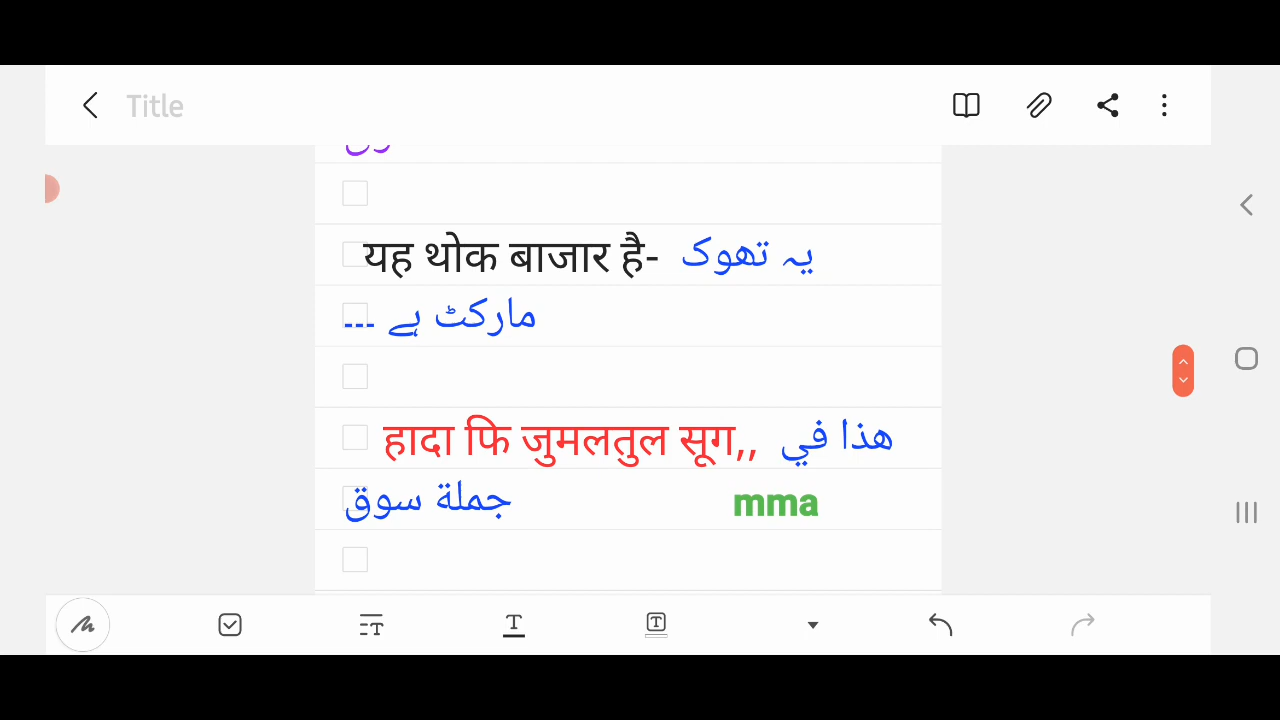 Title
यह थोक बाजार है- یہ تھوک
مارکٹ ہے ---
हादा फि जुमलतुल सूग,, هذا في
جملة سوق mma